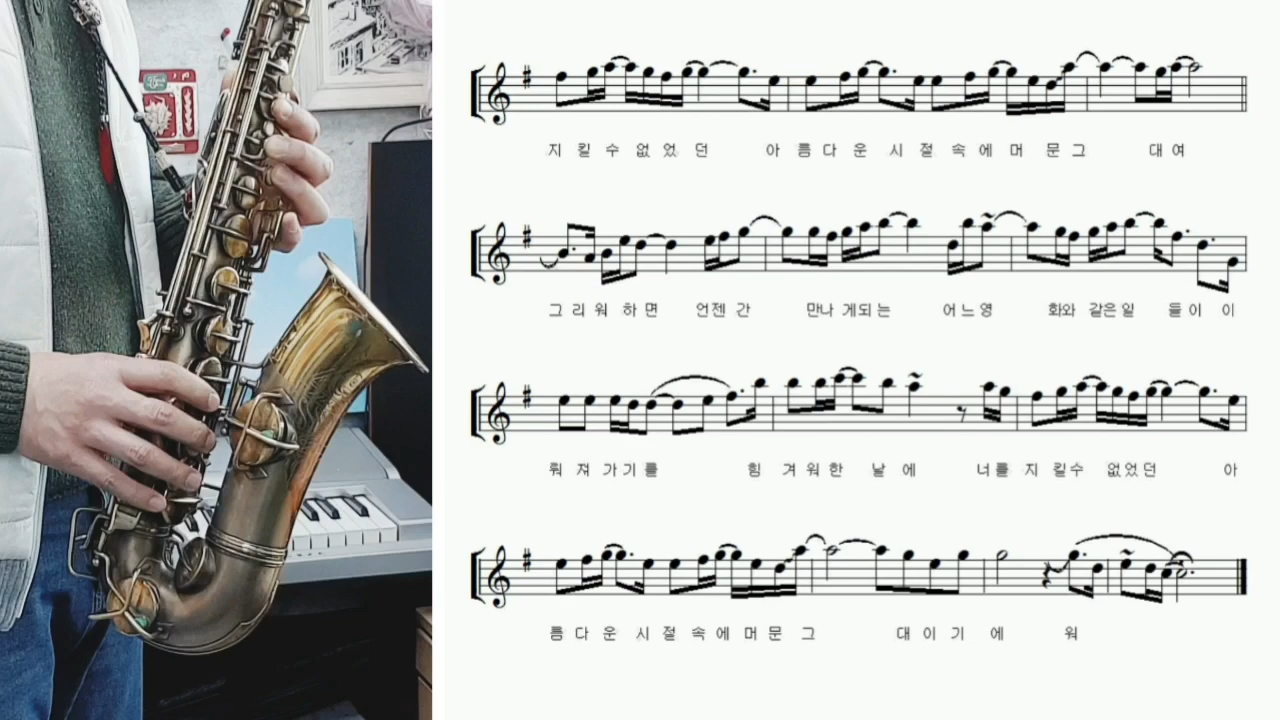 지 킬 수 없 었 던 아 름 다 운 시 절 속 에 머 문 그 대 여
그 리 워 하 면 언젠 간 만나 게되 는 어느영 화와 같은일 들이 이
뤄 져 가기를 힘 겨 워한 날 에 너를 지 킬수 없었던 아
름 다 운 시 절 속 에 머 문 그 대 이 기 에 워